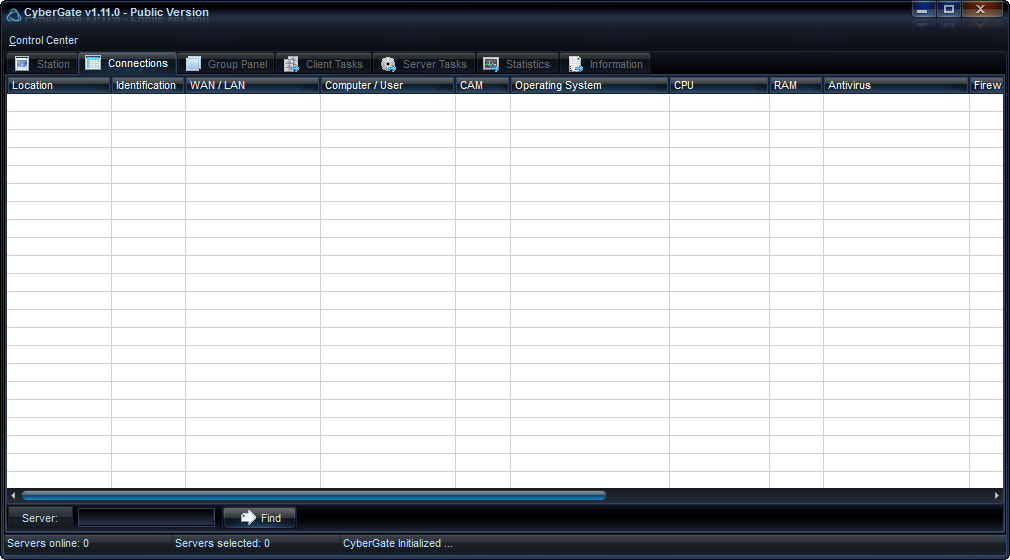 CyberGate v1.11.0 - Public Version
Control Center
Station Connections Group Panel Client Tasks Server Tasks Statistics Information
Location Identification WAN / LAN Computer / User CAM Operating System CPU RAM Antivirus Firew
Server: Find
Servers online: 0 Servers selected: 0 CyberGate Initialized ...